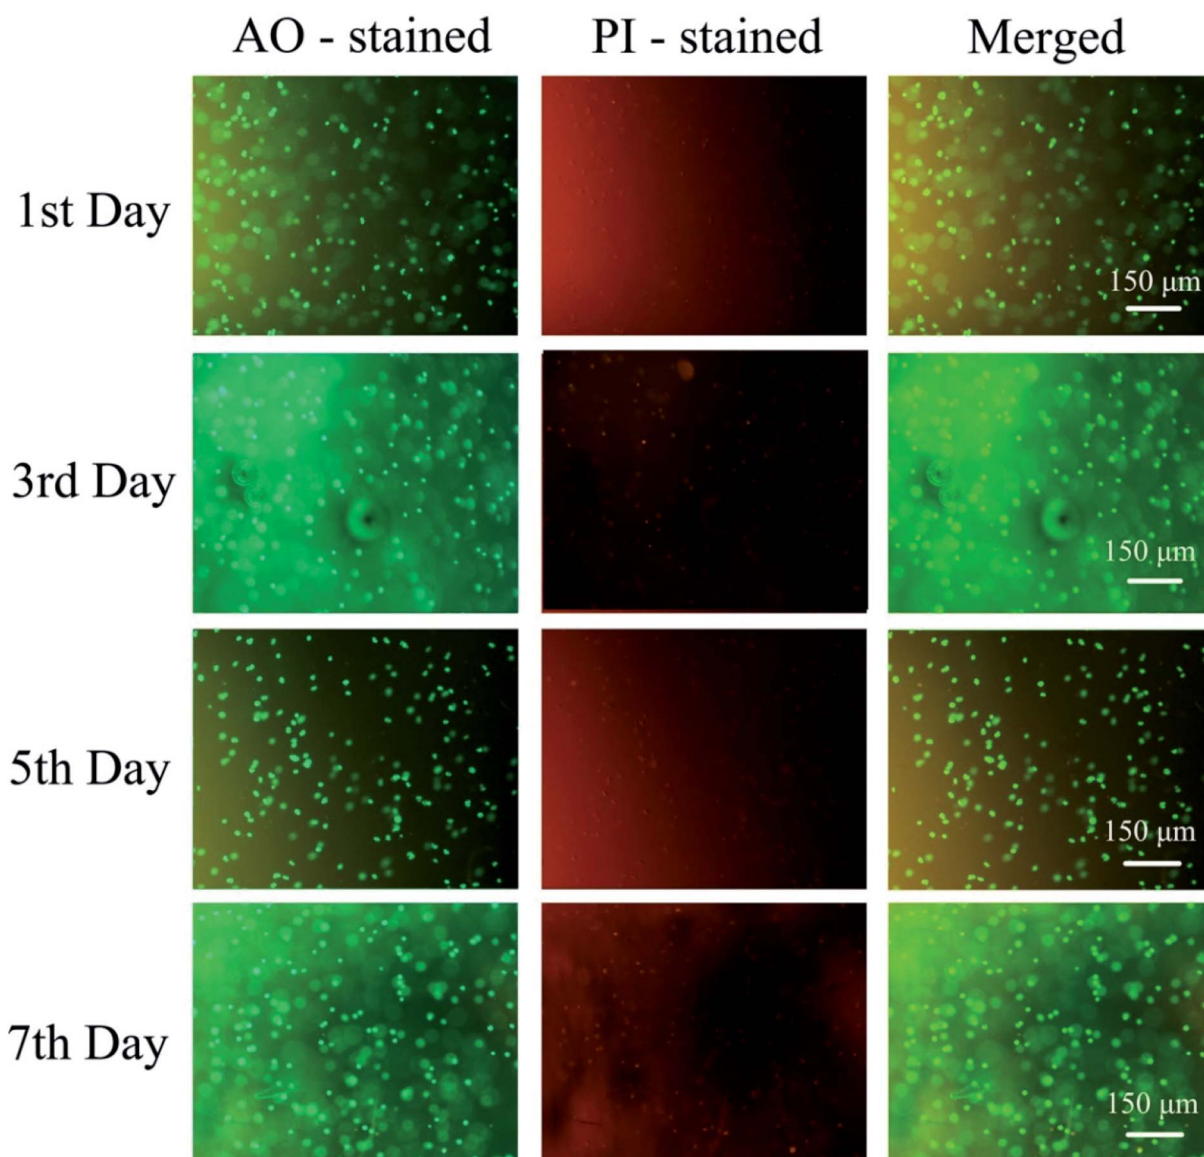 AO - stained
PI - stained
Merged
1st Day
150 μm
3rd Day
150 μm
5th Day
150 μm
7th Day
150 μm